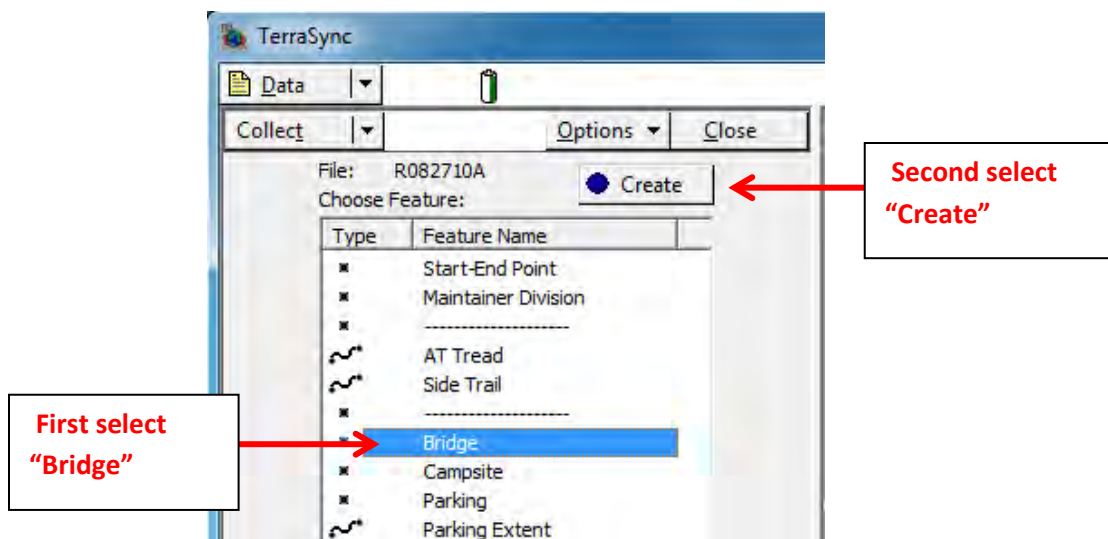 TerraSync
Data
Collect Options Close
File: R082710A
Create
Choose Feature:
Type Feature Name
Start-End Point
Maintainer Division
--------------------
AT Tread
Side Trail
--------------------
Bridge
Campsite
Parking
Parking Extent
Second select
“Create”
First select
“Bridge”